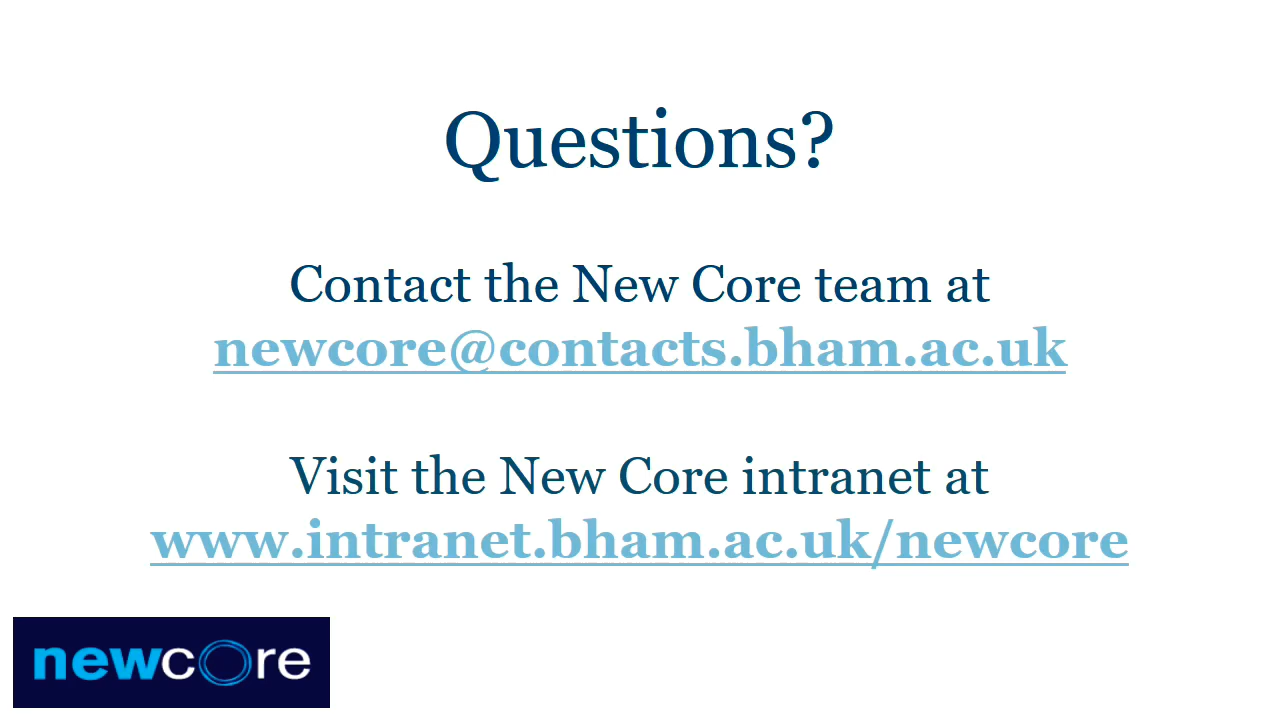 Questions?
Contact the New Core team at
newcore@contacts.bham.ac.uk
Visit the New Core intranet at
www.intranet.bham.ac.uk/newcore
newcore